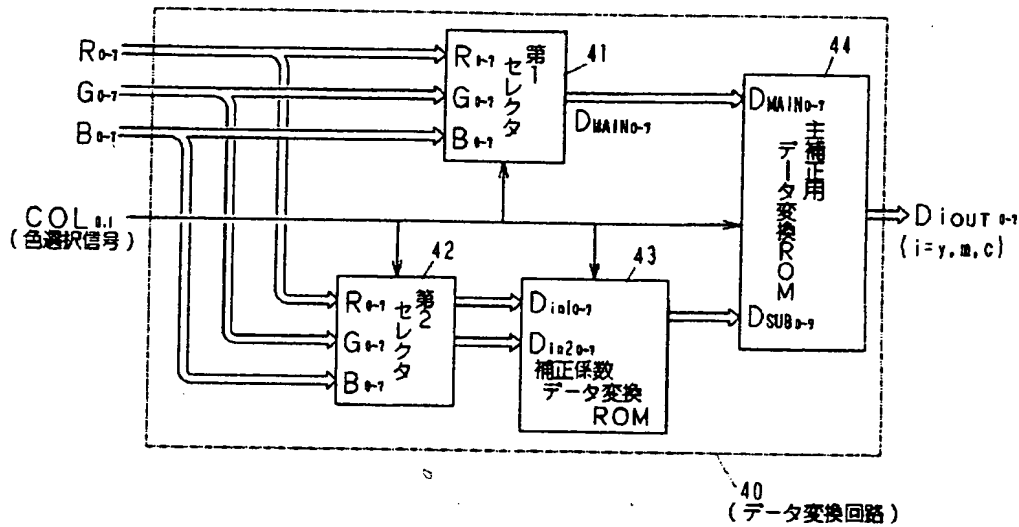 R0-7
G0-7
B0-7
COL0,1
(色選択信号)
R0-7
G0-7
B0-7
第1
セレクタ
41
DMAIN0-7
44
DMAIN0-7
主補正用
データ変換ROM
DSUB0-9
DiOUT 0-7
(i=y,m,c)
42
R0-7
G0-7
B0-7
第2
セレクタ
43
Din10-7
Din20-7
補正係数
データ変換
ROM
40
(データ変換回路)